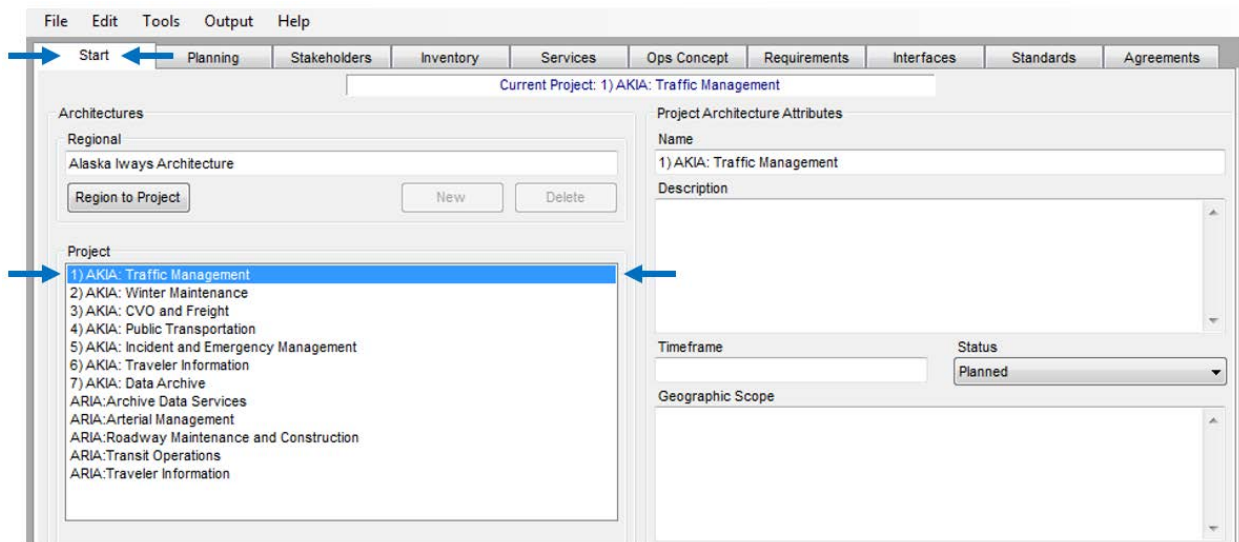 File Edit Tools Output Help
Start Planning Stakeholders Inventory Services Ops Concept Requirements Interfaces Standards Agreements
Current Project: 1) AKIA: Traffic Management
Architectures
Regional
Alaska Iways Architecture
Region to Project New Delete
Project
1) AKIA: Traffic Management
2) AKIA: Winter Maintenance
3) AKIA: CVO and Freight
4) AKIA: Public Transportation
5) AKIA: Incident and Emergency Management
6) AKIA: Traveler Information
7) AKIA: Data Archive
ARIA:Archive Data Services
ARIA:Arterial Management
ARIA:Roadway Maintenance and Construction
ARIA:Transit Operations
ARIA:Traveler Information
Project Architecture Attributes
Name
1) AKIA: Traffic Management
Description
Timeframe Status
Planned
Geographic Scope